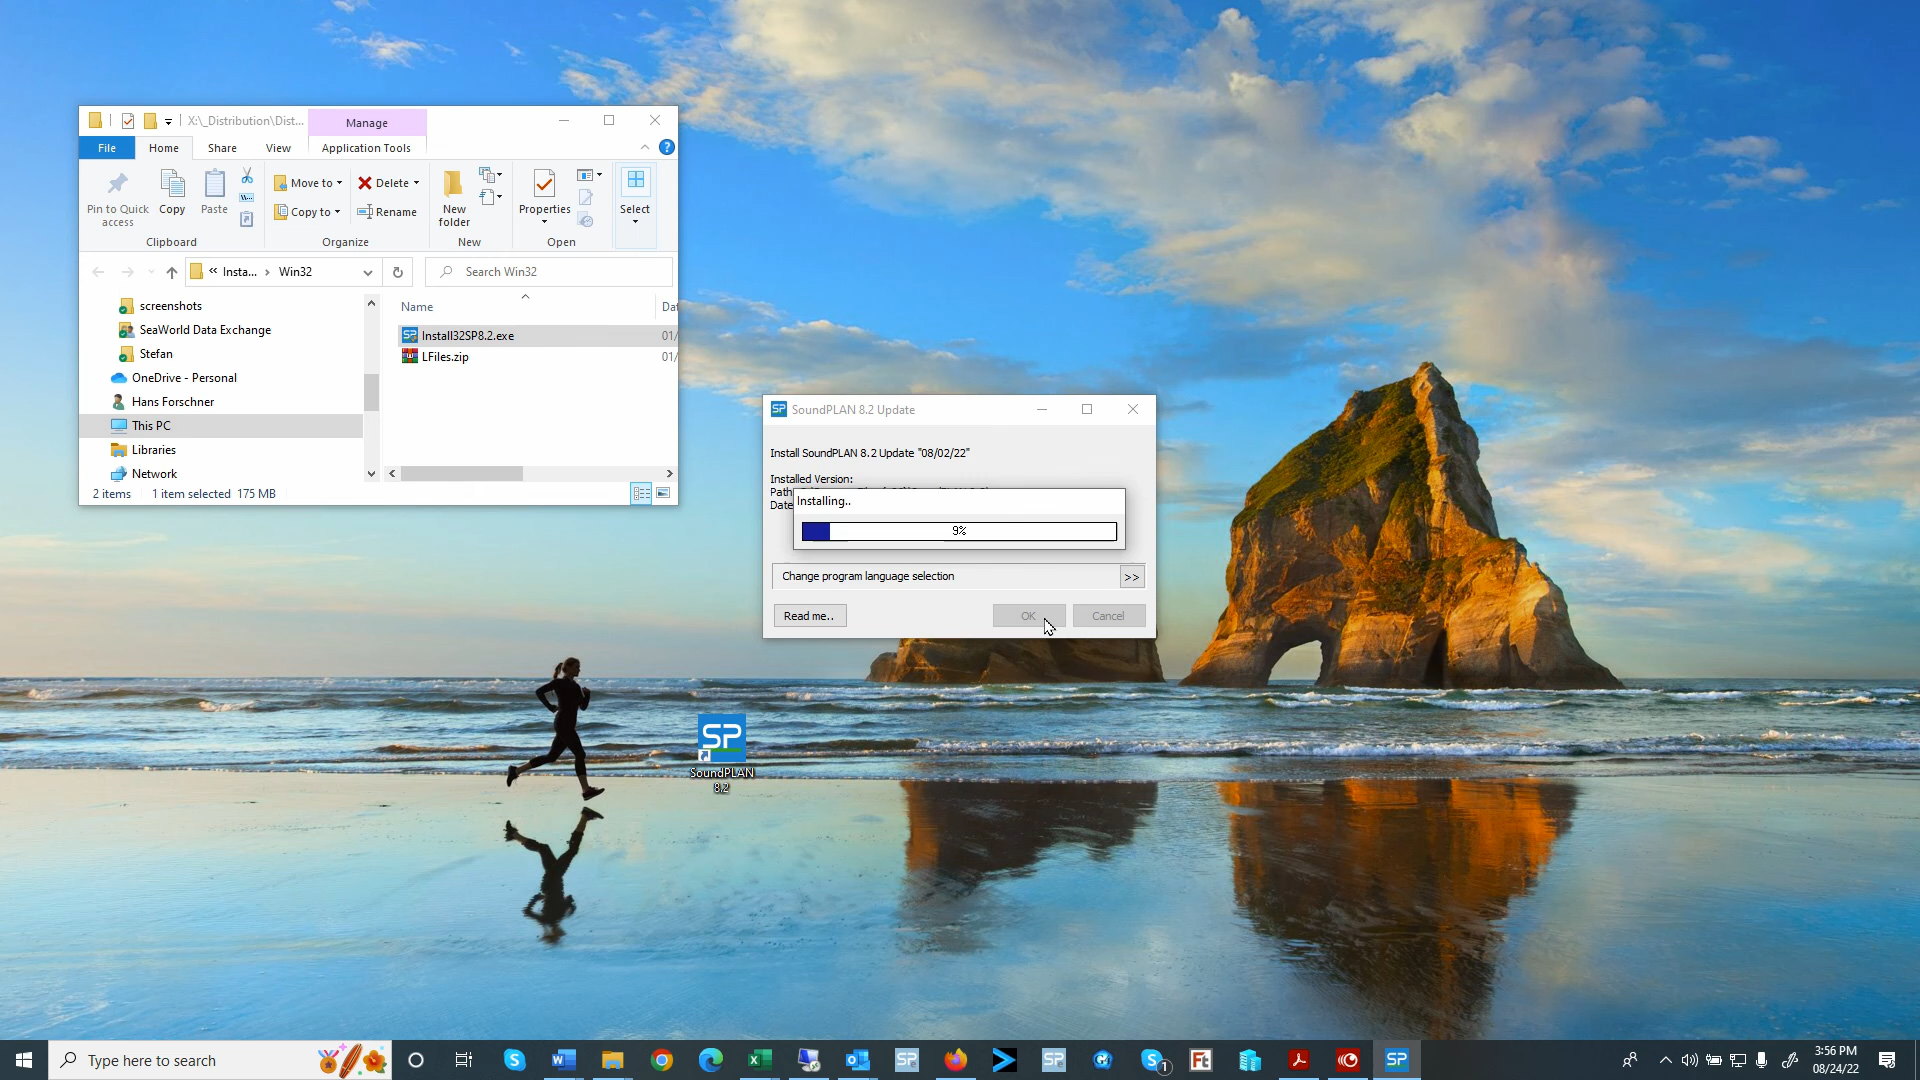 X:\_Distribution\Dist...
Manage
File
Home
Share
View
Application Tools
Pin to Quick access
Copy
Paste
Move to
Copy to
Delete
Rename
New folder
Properties
Select
Clipboard
Organize
New
Open
« Insta... › Win32
Search Win32
screenshots
SeaWorld Data Exchange
Stefan
OneDrive - Personal
Hans Forschner
This PC
Libraries
Network
Name
Dat
Install32SP8.2.exe
01/
LFiles.zip
01/
2 items
1 item selected 175 MB
SP SoundPLAN 8.2 Update
Install SoundPLAN 8.2 Update "08/02/22"
Installed Version:
Path
Date
Installing..
9%
Change program language selection
>>
Read me..
OK
Cancel
SP
SoundPLAN
8.2
Type here to search
3:56 PM
08/24/22